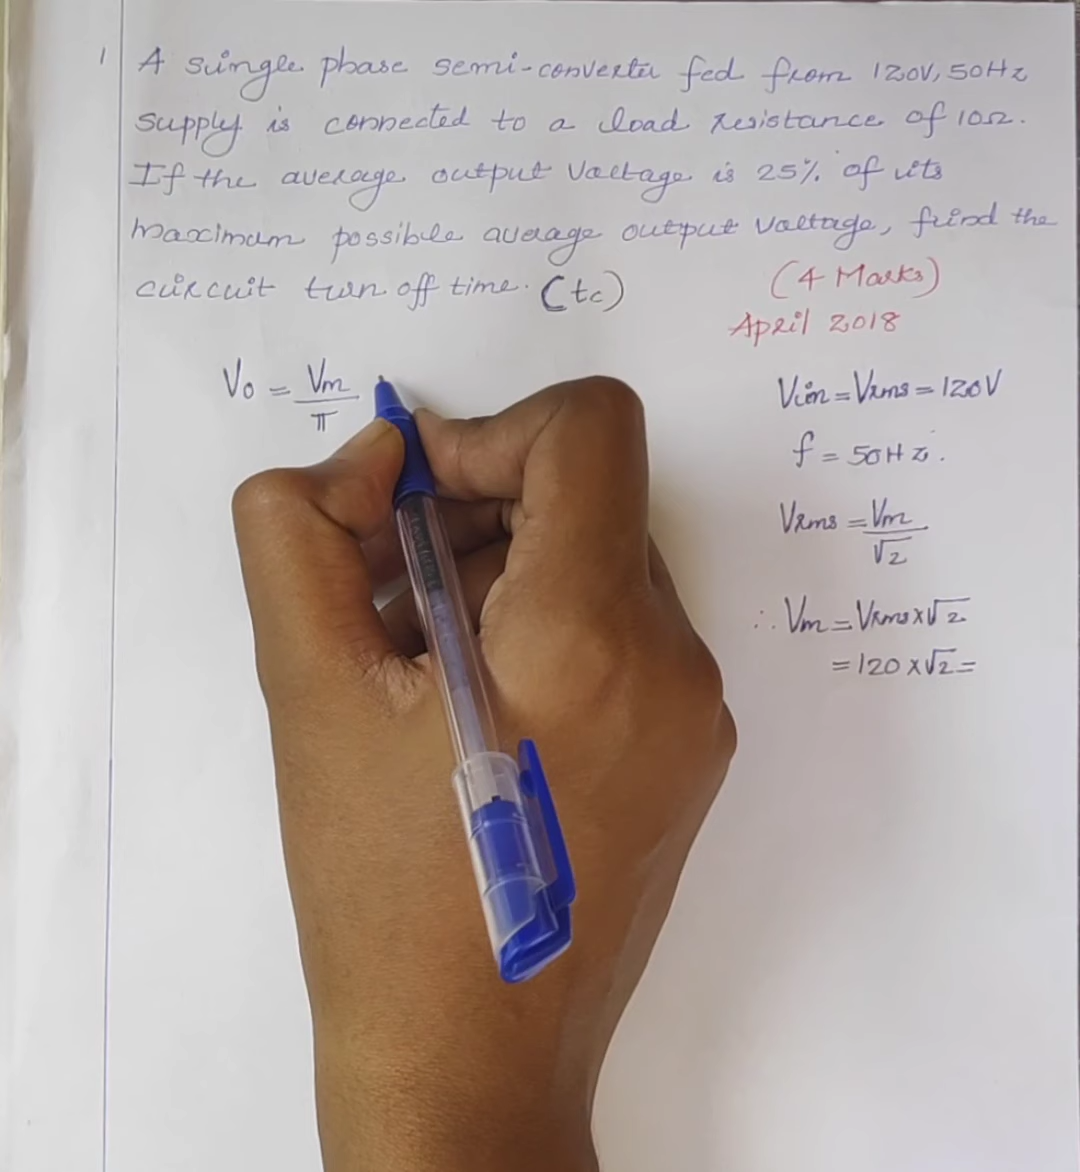 1 A single phase semi-converter fed from 120V, 50Hz
supply is connected to a load resistance of 10Ω.
If the average output voltage is 25% of its
maximum possible average output voltage, find the
circuit turn off time. (tc)
(4 Marks)
April 2018
V0 = Vm/π
Vin = Vrms = 120V
f = 50Hz.
Vrms = Vm/√2
∴ Vm = Vrms x √2
= 120 x √2 =